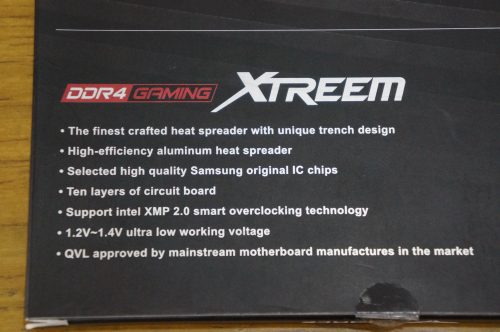 DDR4 GAMING XTREEM
• The finest crafted heat spreader with unique trench design
• High-efficiency aluminum heat spreader
• Selected high quality Samsung original IC chips
• Ten layers of circuit board
• Support intel XMP 2.0 smart overclocking technology
• 1.2V~1.4V ultra low working voltage
• QVL approved by mainstream motherboard manufactures in the market